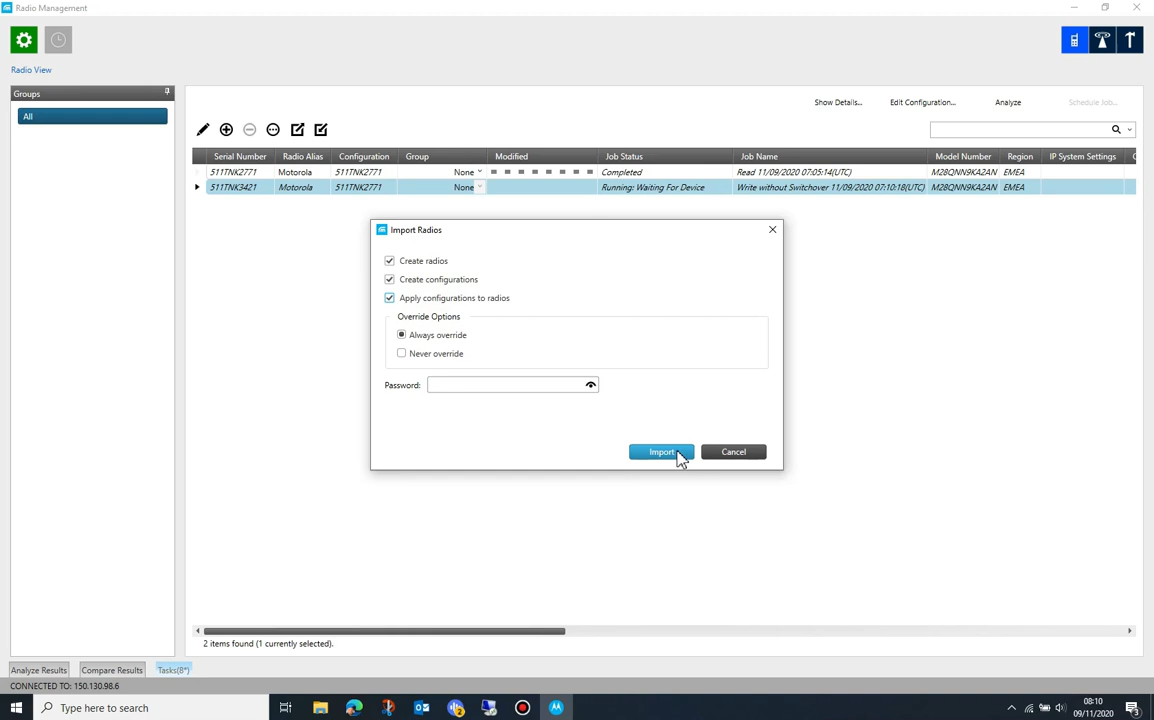 Radio Management
Radio View
Groups
All
Show Details...
Edit Configuration...
Analyze
Schedule Job...
Serial Number Radio Alias Configuration Group Modified Job Status Job Name Model Number Region IP System Settings
511TNK2771 Motorola 511TNK2771 None Completed Read 11/09/2020 07:05:14(UTC) M28QNN9KA2AN EMEA
511TNK3421 Motorola 511TNK2771 None Running: Waiting For Device Write without Switchover 11/09/2020 07:10:18(UTC) M28QNN9KA2AN EMEA
Import Radios
Create radios
Create configurations
Apply configurations to radios
Override Options
Always override
Never override
Password:
Import Cancel
2 items found (1 currently selected).
Analyze Results Compare Results Tasks(8*)
CONNECTED TO: 150.130.98.6
Type here to search
08:10
09/11/2020
3